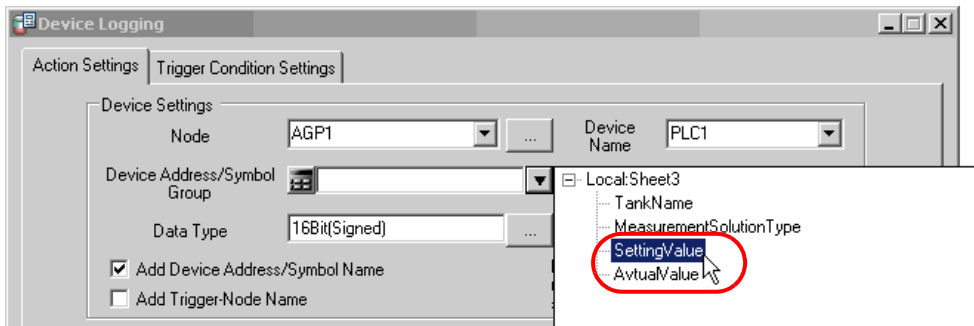 Device Logging
Action Settings Trigger Condition Settings
Device Settings
Node AGP1 ... Device Name PLC1
Device Address/Symbol Group
Local:Sheet3
TankName
Data Type 16Bit(Signed) ...
MeasurementSolutionType
SettingValue
Add Device Address/Symbol Name
AvtualValue
Add Trigger-Node Name